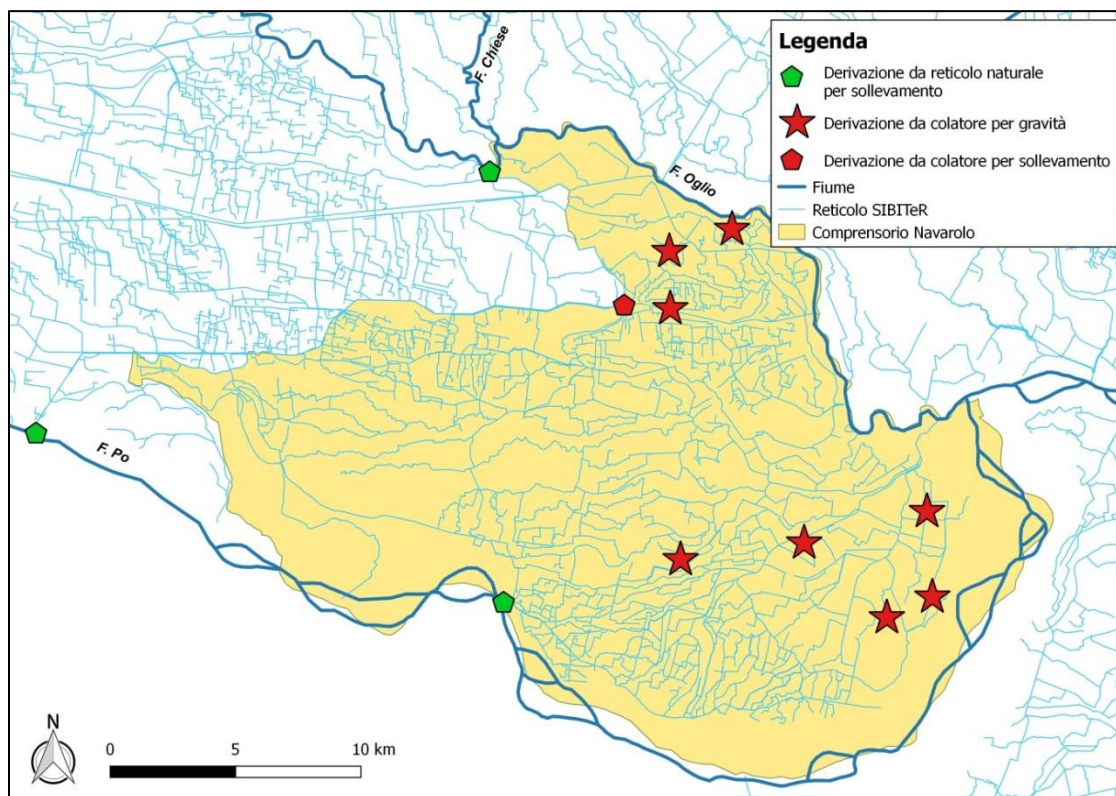 F. Chiese
F. Oglio
F. Po
Legenda
Derivazione da reticolo naturale
per sollevamento
Derivazione da colatore per gravità
Derivazione da colatore per sollevamento
Fiume
Reticolo SIBITeR
Comprensorio Navarolo
N
0 5 10 km